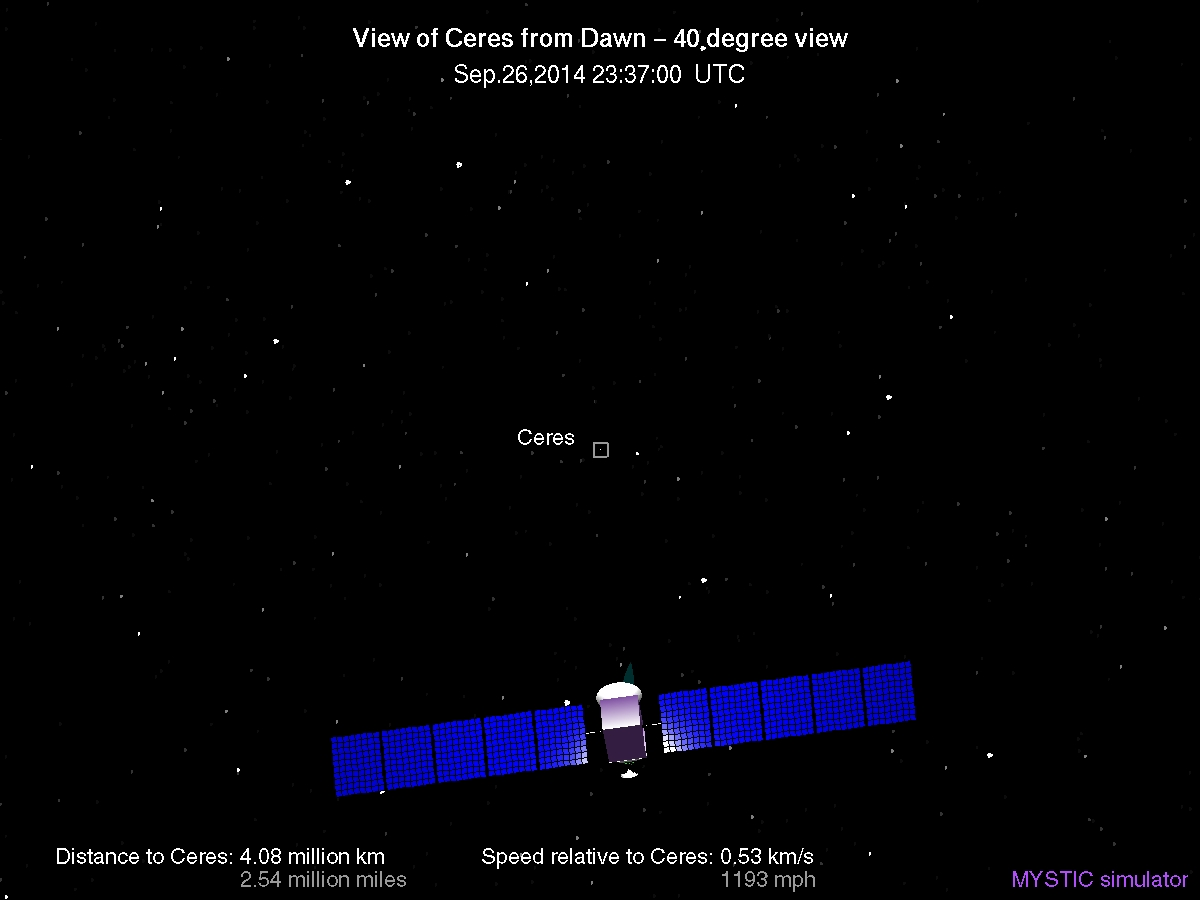 View of Ceres from Dawn – 40 degree view
Sep.26,2014 23:37:00 UTC
Ceres
Distance to Ceres: 4.08 million km
2.54 million miles
Speed relative to Ceres: 0.53 km/s
1193 mph
MYSTIC simulator